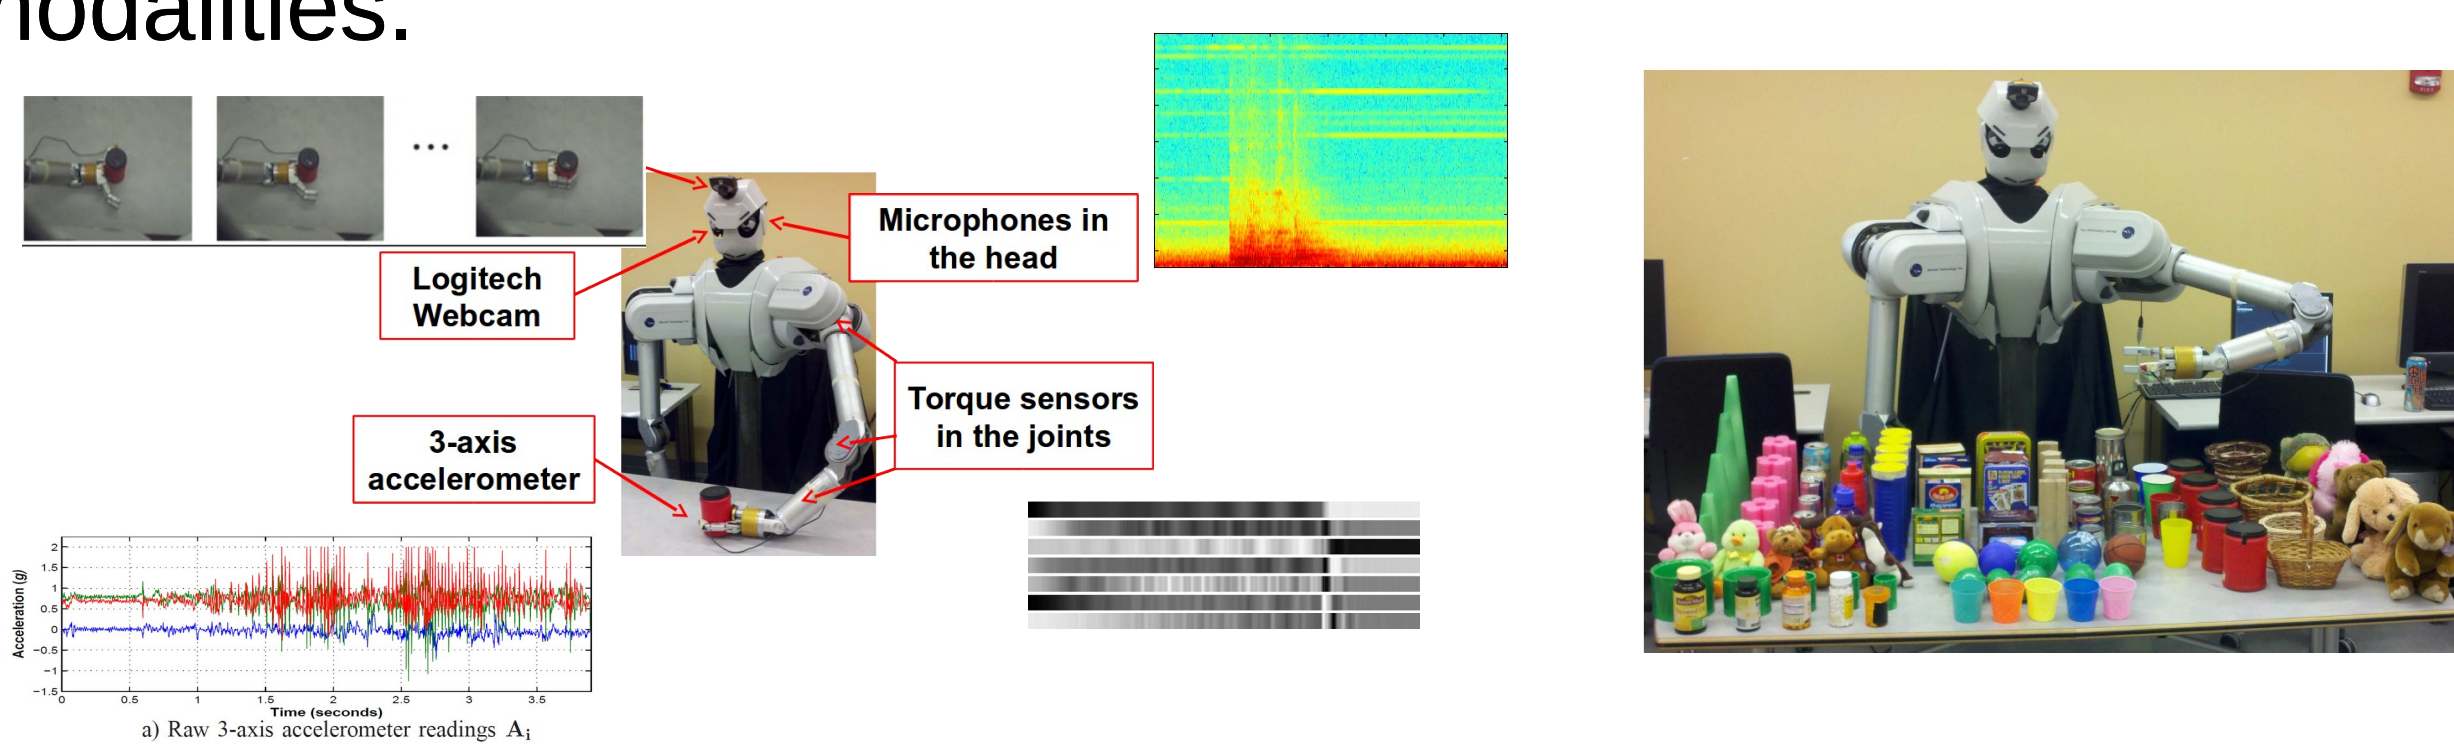 modalities:
Logitech
Webcam
Microphones in
the head
Torque sensors
in the joints
3-axis
accelerometer
Acceleration (g)
2
1.5
1
0.5
0
−0.5
−1
−1.5
0 0.5 1 1.5 2 2.5 3 3.5
Time (seconds)
a) Raw 3-axis accelerometer readings Ai